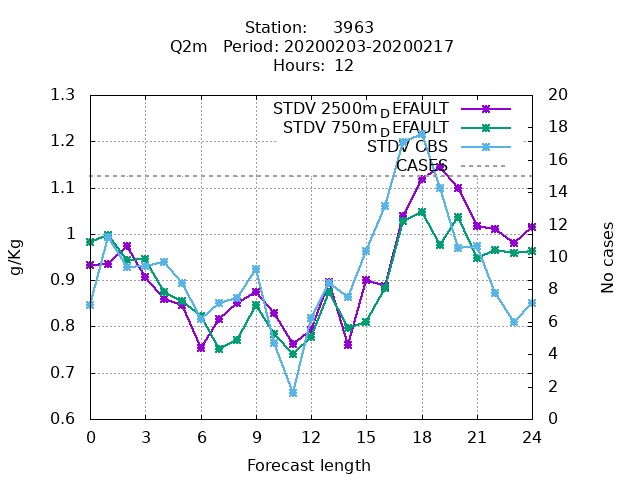 Station: 3963
Q2m Period: 20200203-20200217
Hours: 12
STDV 2500m_DEFAULT
STDV 750m_DEFAULT
STDV OBS
CASES
1.3
1.2
1.1
1
0.9
0.8
0.7
0.6
20
18
16
14
12
10
8
6
4
2
0
g/Kg
No cases
0 3 6 9 12 15 18 21 24
Forecast length